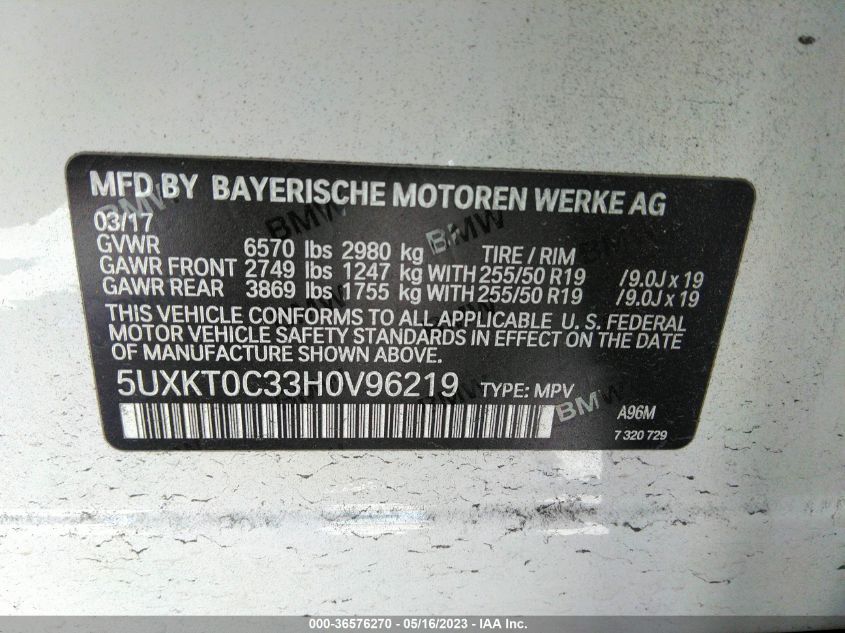 MFD BY BAYERISCHE MOTOREN WERKE AG
03/17
GVWR 6570 lbs 2980 kg TIRE / RIM
GAWR FRONT 2749 lbs 1247 kg WITH 255/50 R19 /9.0J x 19
GAWR REAR 3869 lbs 1755 kg WITH 255/50 R19 /9.0J x 19
THIS VEHICLE CONFORMS TO ALL APPLICABLE U. S. FEDERAL
MOTOR VEHICLE SAFETY STANDARDS IN EFFECT ON THE DATE
OF MANUFACTURE SHOWN ABOVE.
5UXKT0C33H0V96219 TYPE: MPV
A96M
7 320 729
BMW
BMW
BMW
000-36576270 - 05/16/2023 - IAA Inc.